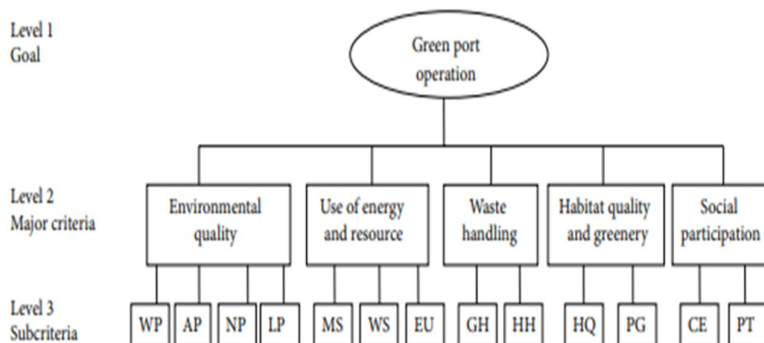 Level 1
Goal
Green port
operation
Level 2
Major criteria
Environmental
quality
Use of energy
and resource
Waste
handling
Habitat quality
and greenery
Social
participation
Level 3
Subcriteria
WP AP NP LP MS WS EU GH HH HQ PG CE PT